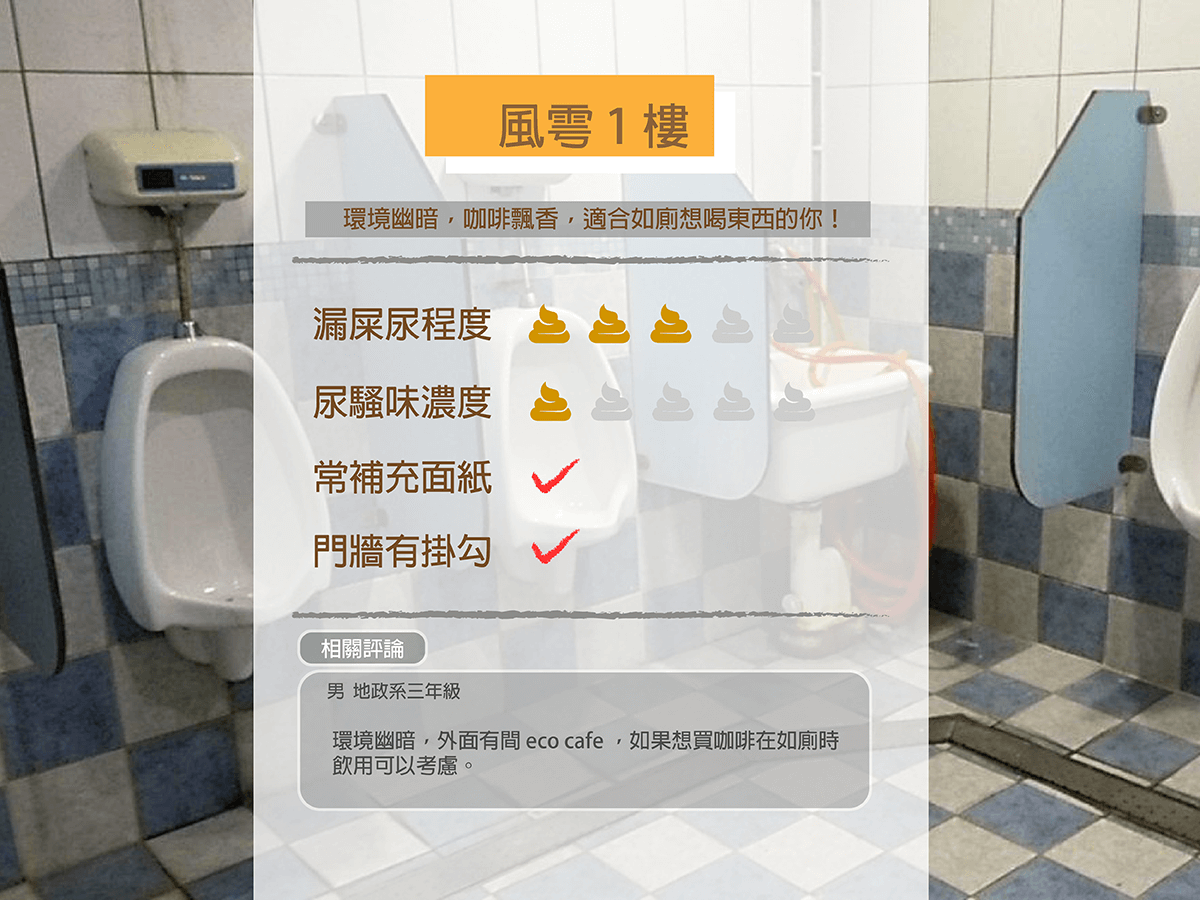 風雩 1 樓
環境幽暗，咖啡飄香，適合如廁想喝東西的你！
漏屎尿程度
尿騷味濃度
常補充面紙
門牆有掛勾
相關評論
男 地政系三年級
環境幽暗，外面有間 eco cafe ，如果想買咖啡在如廁時
飲用可以考慮。